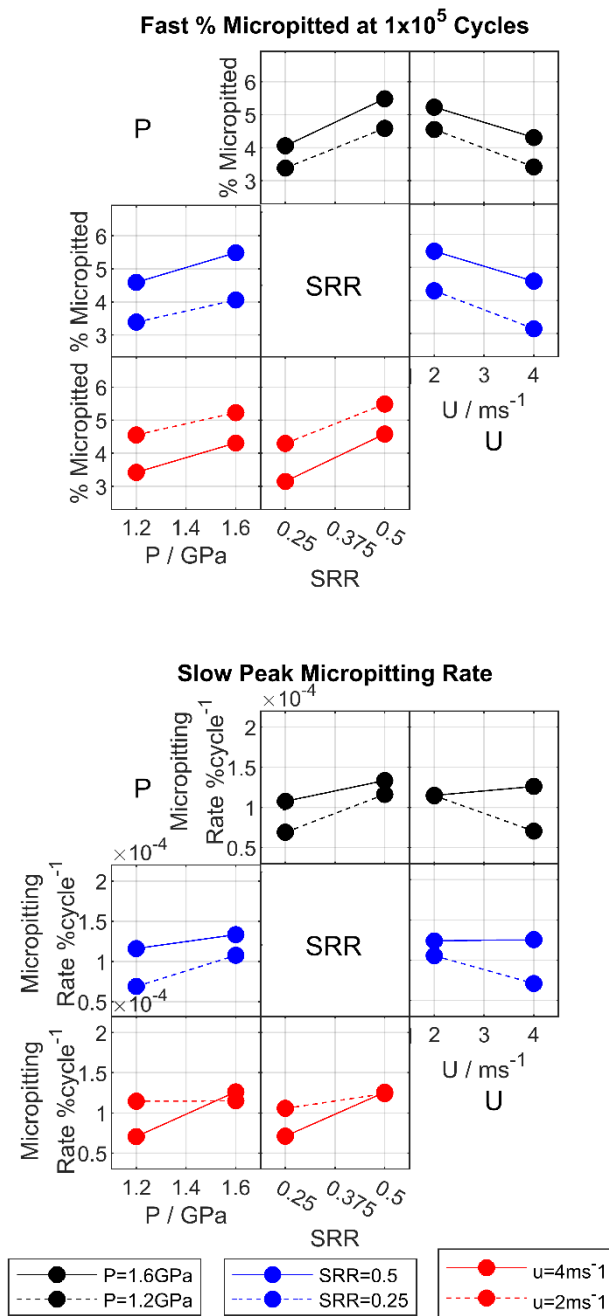 Fast % Micropitted at 1x10⁵ Cycles
P
% Micropitted
6
5
4
3
% Micropitted
6
5
4
3
SRR
2 3 4
U / ms⁻¹
U
% Micropitted
6
5
4
3
1.2 1.4 1.6
P / GPa
0.25 0.375 0.5
SRR
Slow Peak Micropitting Rate
×10⁻⁴
P
Micropitting
Rate %cycle⁻¹
2
1.5
1
0.5
×10⁻⁴
Micropitting
Rate %cycle⁻¹
2
1.5
1
0.5
SRR
2 3 4
U / ms⁻¹
U
×10⁻⁴
Micropitting
Rate %cycle⁻¹
2
1.5
1
0.5
1.2 1.4 1.6
P / GPa
0.25 0.375 0.5
SRR
P=1.6GPa
P=1.2GPa
SRR=0.5
SRR=0.25
u=4ms⁻¹
u=2ms⁻¹